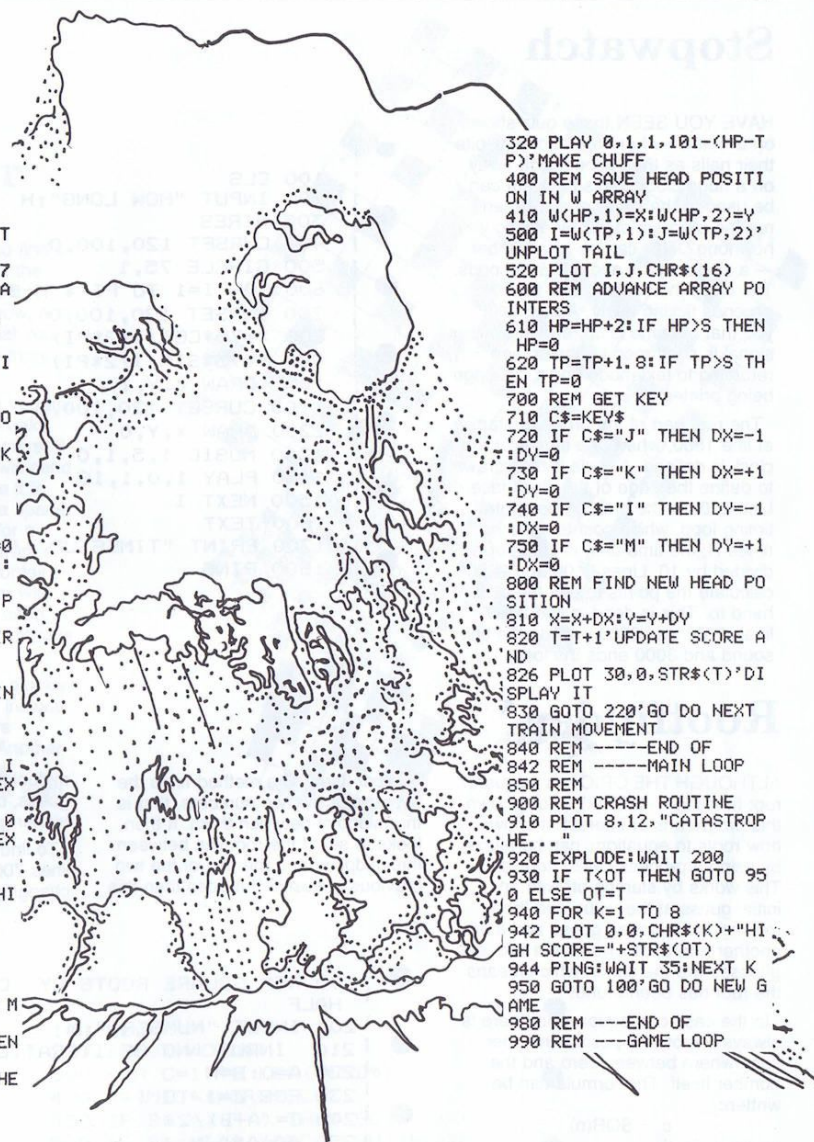 T
7
A
I
O
K
=0
:
P
ER
EN
I
EX
0
EX
HI
M
EN
HE
320 PLAY 0,1,1,101-(HP-T
P)'MAKE CHUFF
400 REM SAVE HEAD POSITI
ON IN W ARRAY
410 W(HP,1)=X:W(HP,2)=Y
500 I=W(TP,1):J=W(TP,2)'
UNPLOT TAIL
520 PLOT I,J,CHR$(16)
600 REM ADVANCE ARRAY PO
INTERS
610 HP=HP+2:IF HP>S THEN
 HP=0
620 TP=TP+1.8:IF TP>S TH
EN TP=0
700 REM GET KEY
710 C$=KEY$
720 IF C$="J" THEN DX=-1
:DY=0
730 IF C$="K" THEN DX=+1
:DY=0
740 IF C$="I" THEN DY=-1
:DX=0
750 IF C$="M" THEN DY=+1
:DX=0
800 REM FIND NEW HEAD PO
SITION
810 X=X+DX:Y=Y+DY
820 T=T+1'UPDATE SCORE A
ND
826 PLOT 30,0,STR$(T)'DI
SPLAY IT
830 GOTO 220'GO DO NEXT
TRAIN MOVEMENT
840 REM -----END OF
842 REM -----MAIN LOOP
850 REM
900 REM CRASH ROUTINE
910 PLOT 8,12,"CATASTROP
HE..."
920 EXPLODE:WAIT 200
930 IF T<OT THEN GOTO 95
0 ELSE OT=T
940 FOR K=1 TO 8
942 PLOT 0,0,CHR$(K)+"HI
GH SCORE="+STR$(OT)
944 PING:WAIT 35:NEXT K
950 GOTO 100'GO DO NEW G
AME
980 REM ---END OF
990 REM ---GAME LOOP